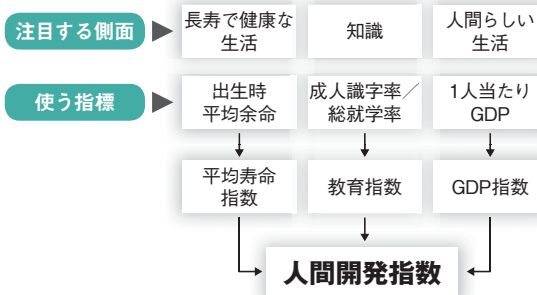 注目する側面
長寿で健康な
生活
知識
人間らしい
生活
使う指標
出生時
平均余命
成人識字率／
総就学率
1人当たり
GDP
平均寿命
指数
教育指数
GDP指数
人間開発指数